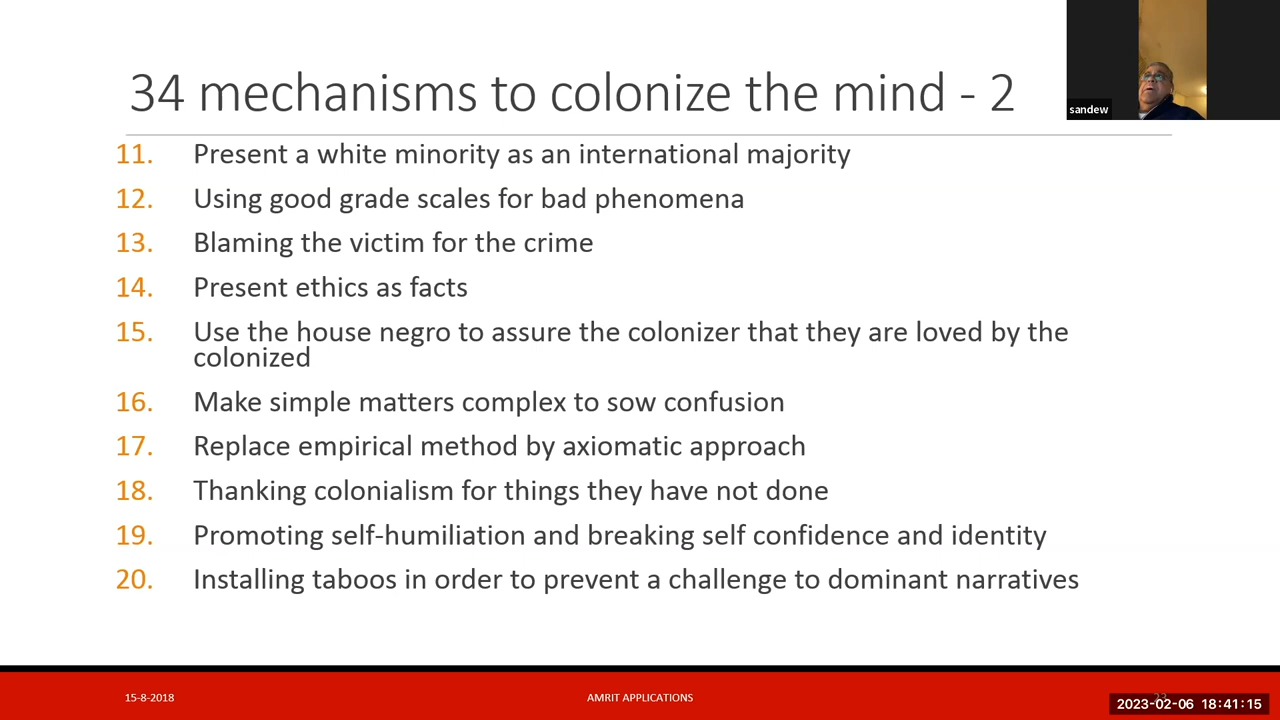 34 mechanisms to colonize the mind - 2
sandew
11. Present a white minority as an international majority
12. Using good grade scales for bad phenomena
13. Blaming the victim for the crime
14. Present ethics as facts
15. Use the house negro to assure the colonizer that they are loved by the
colonized
16. Make simple matters complex to sow confusion
17. Replace empirical method by axiomatic approach
18. Thanking colonialism for things they have not done
19. Promoting self-humiliation and breaking self confidence and identity
20. Installing taboos in order to prevent a challenge to dominant narratives
15-8-2018
AMRIT APPLICATIONS
2023-02-06 18:41:15